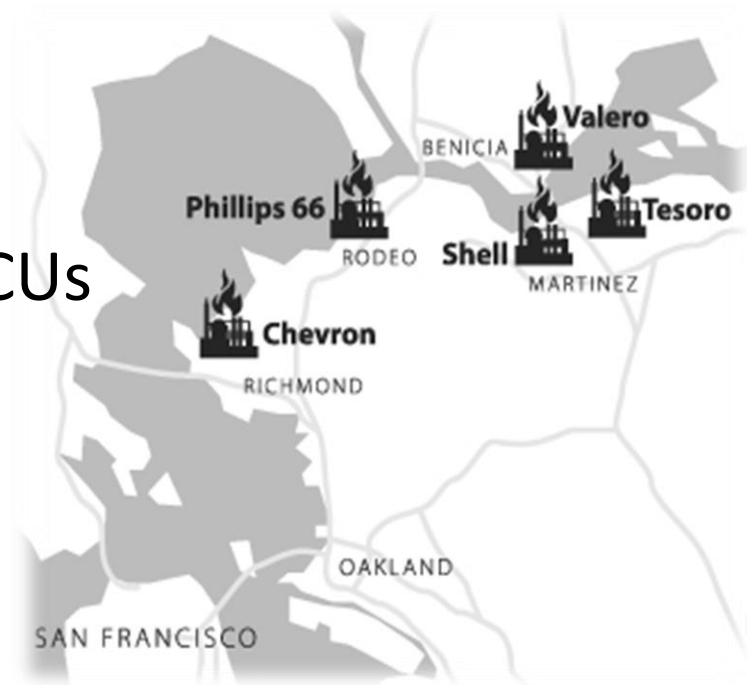 Valero
BENICIA
Phillips 66
Tesoro
RODEO
Shell
CUs
MARTINEZ
Chevron
RICHMOND
OAKLAND
SAN FRANCISCO